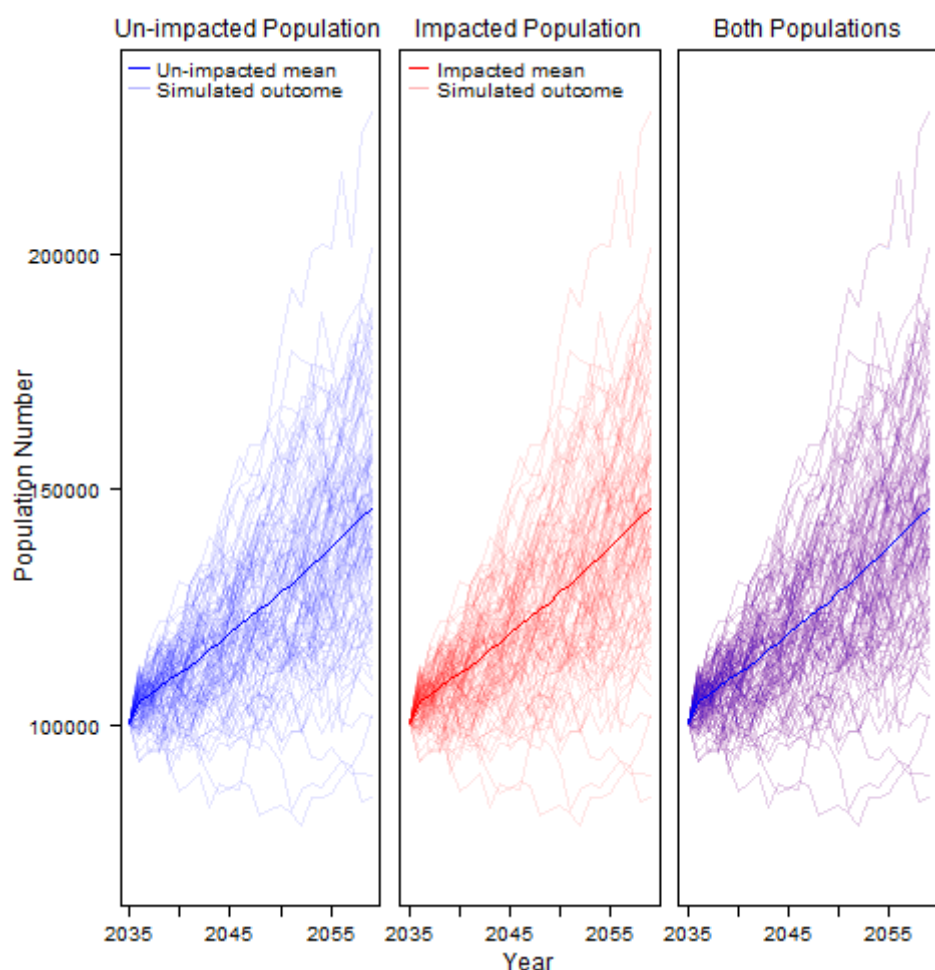 Un-impacted Population
Impacted Population
Both Populations
Un-impacted mean
Simulated outcome
Impacted mean
Simulated outcome
Population Number
200000
150000
100000
2035
2045
2055
2035
2045
2055
2035
2045
2055
Year